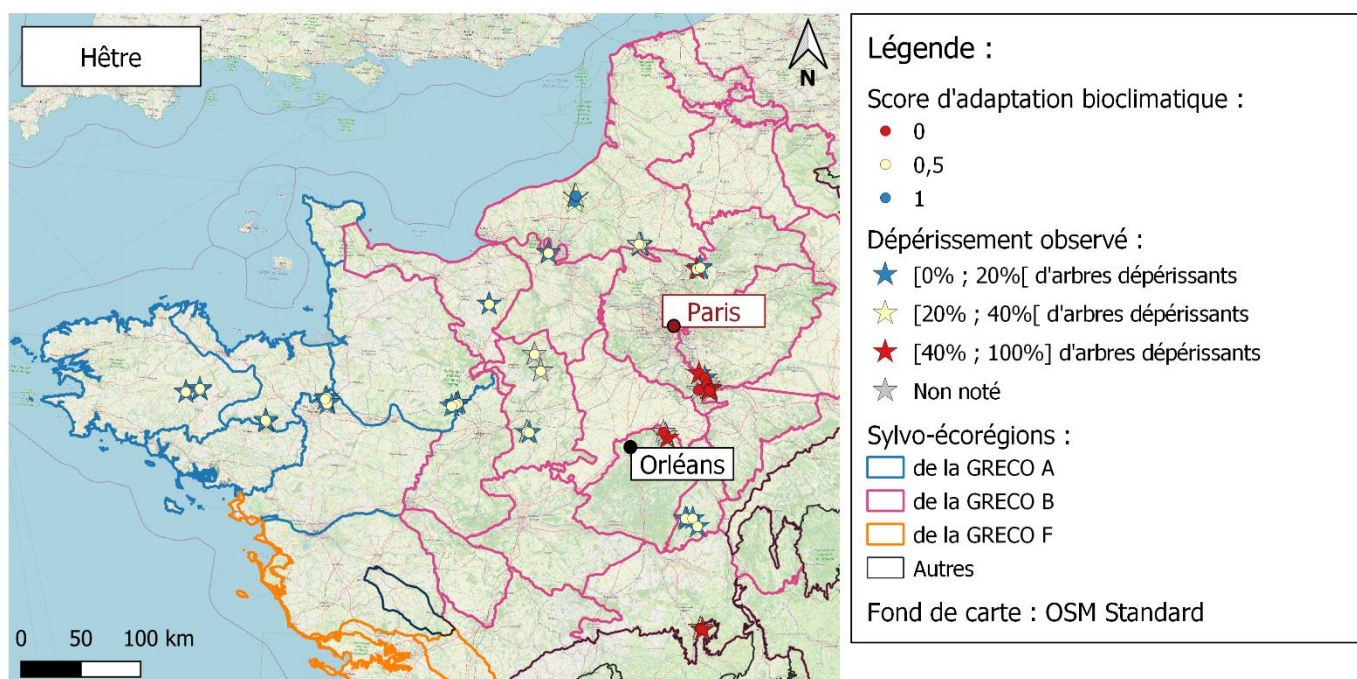 Hêtre
N
Paris
Orléans
0 50 100 km
Légende :
Score d'adaptation bioclimatique :
0
0,5
1
Dépérissement observé :
[0% ; 20%[ d'arbres dépérissants
[20% ; 40%[ d'arbres dépérissants
[40% ; 100%] d'arbres dépérissants
Non noté
Sylvo-écorégions :
de la GRECO A
de la GRECO B
de la GRECO F
Autres
Fond de carte : OSM Standard